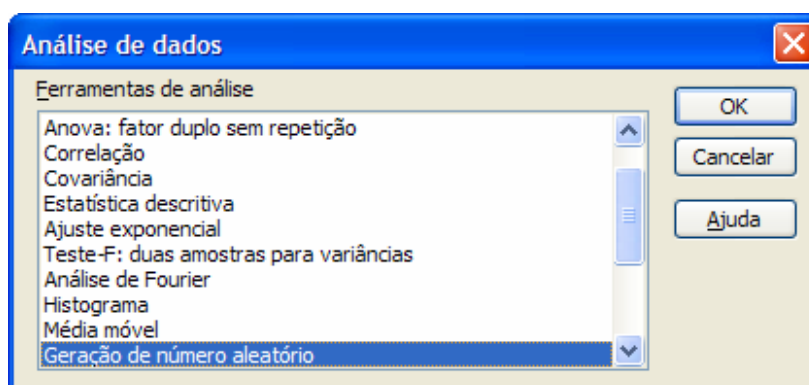 Análise de dados
Ferramentas de análise
Anova: fator duplo sem repetição
Correlação
Covariância
Estatística descritiva
Ajuste exponencial
Teste-F: duas amostras para variâncias
Análise de Fourier
Histograma
Média móvel
Geração de número aleatório
OK
Cancelar
Ajuda